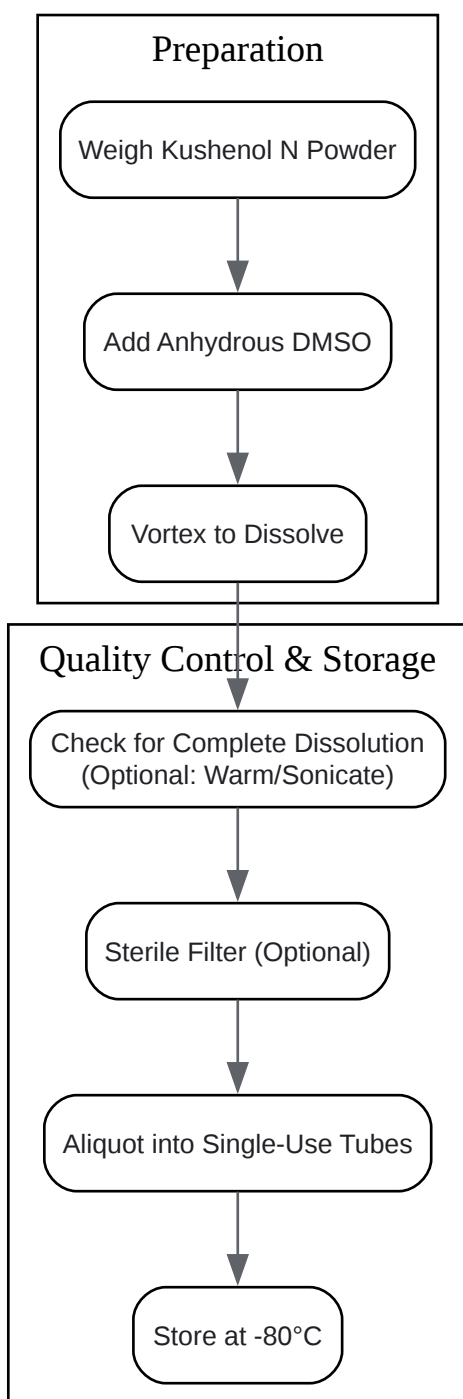 Preparation
Weigh Kushenol N Powder
Add Anhydrous DMSO
Vortex to Dissolve
Quality Control & Storage
Check for Complete Dissolution
(Optional: Warm/Sonicate)
Sterile Filter (Optional)
Aliquot into Single-Use Tubes
Store at -80°C